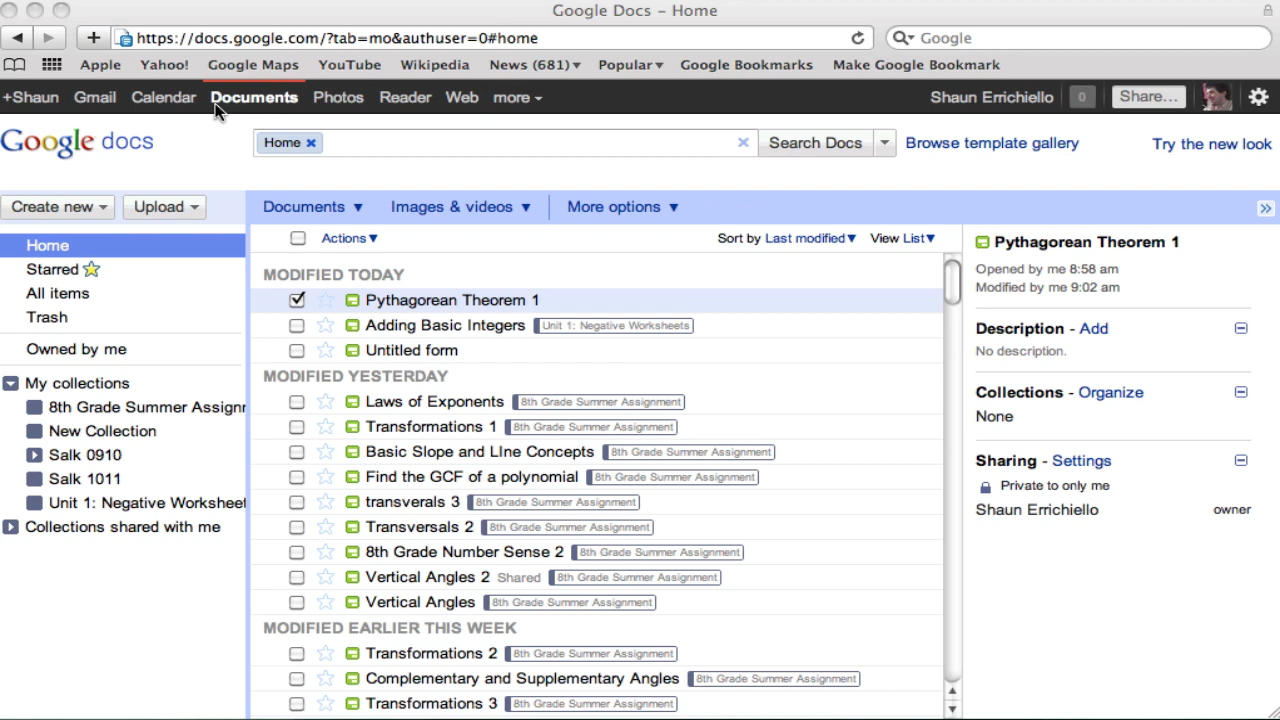 Google Docs – Home
https://docs.google.com/?tab=mo&authuser=0#home
Google
Apple Yahoo! Google Maps YouTube Wikipedia News (681)▾ Popular▾ Google Bookmarks Make Google Bookmark
+Shaun Gmail Calendar Documents Photos Reader Web more Shaun Errichiello 0 Share...
Google docs
Home × Search Docs Browse template gallery Try the new look
Create new Upload
Documents Images & videos More options
Home
Starred
All items
Trash
Owned by me
My collections
8th Grade Summer Assignr
New Collection
Salk 0910
Salk 1011
Unit 1: Negative Worksheet
Collections shared with me
Actions Sort by Last modified View List
MODIFIED TODAY
Pythagorean Theorem 1
Adding Basic Integers Unit 1: Negative Worksheets
Untitled form
MODIFIED YESTERDAY
Laws of Exponents 8th Grade Summer Assignment
Transformations 1 8th Grade Summer Assignment
Basic Slope and LIne Concepts 8th Grade Summer Assignment
Find the GCF of a polynomial 8th Grade Summer Assignment
transverals 3 8th Grade Summer Assignment
Transversals 2 8th Grade Summer Assignment
8th Grade Number Sense 2 8th Grade Summer Assignment
Vertical Angles 2 Shared 8th Grade Summer Assignment
Vertical Angles 8th Grade Summer Assignment
MODIFIED EARLIER THIS WEEK
Transformations 2 8th Grade Summer Assignment
Complementary and Supplementary Angles 8th Grade Summer Assignment
Transformations 3 8th Grade Summer Assignment
Pythagorean Theorem 1
Opened by me 8:58 am
Modified by me 9:02 am
Description - Add
No description.
Collections - Organize
None
Sharing - Settings
Private to only me
Shaun Errichiello owner